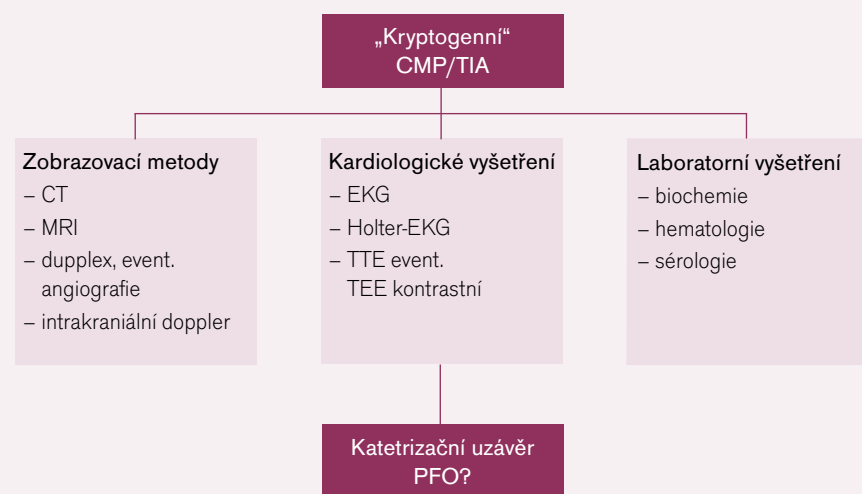 „Kryptogenní“
CMP/TIA
Zobrazovací metody
– CT
– MRI
– dupplex, event.
angiografie
– intrakraniální doppler
Kardiologické vyšetření
– EKG
– Holter-EKG
– TTE event.
TEE kontrastní
Laboratorní vyšetření
– biochemie
– hematologie
– sérologie
Katetrizační uzávěr
PFO?